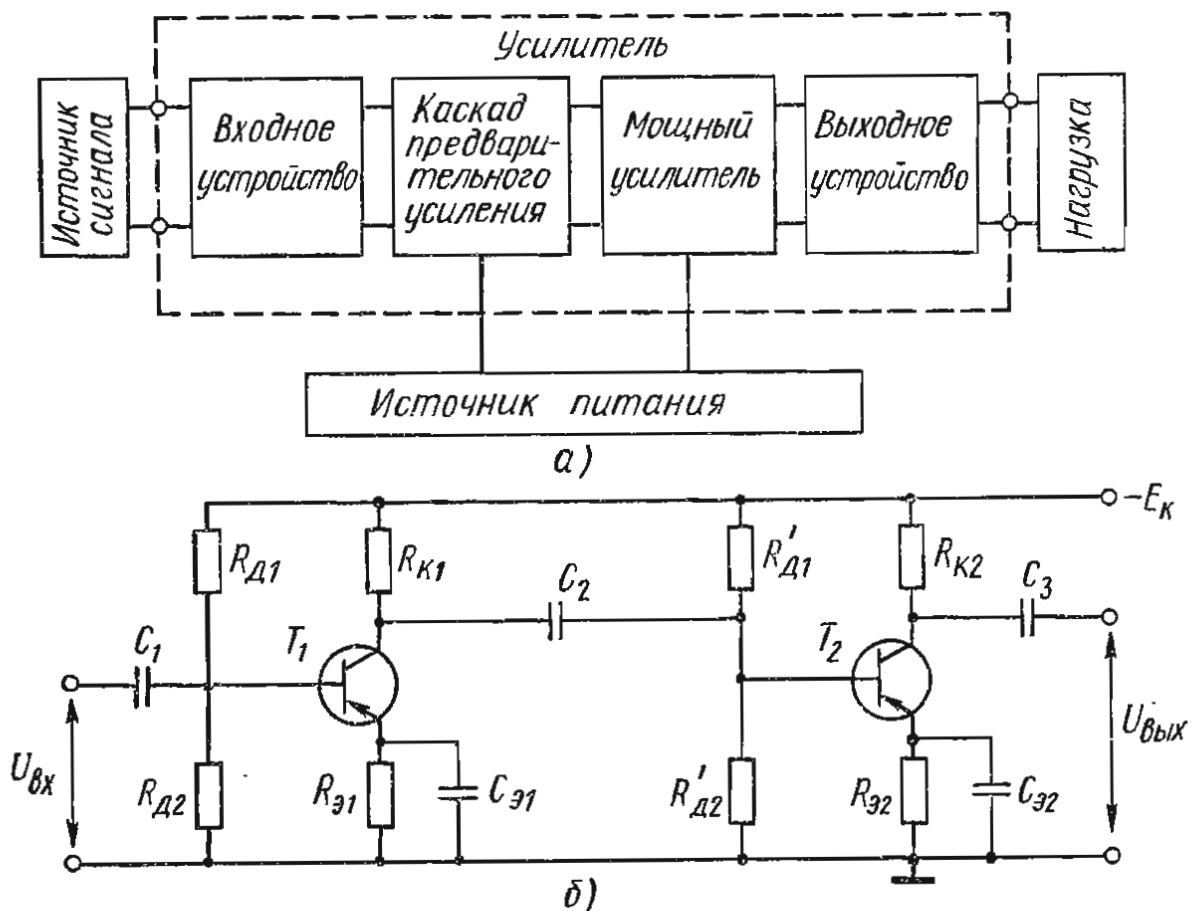 Усилитель
Источник
сигнала
Входное
устройство
Каскад
предвари-
тельного
усиления
Мощный
усилитель
Выходное
устройство
Нагрузка
Источник питания
а)
-Eк
RД1
Rк1
R'Д1
Rк2
C2
C3
C1
T1
T2
Uвх
Uвых
RД2
Rэ1
Cэ1
R'Д2
Rэ2
Cэ2
б)